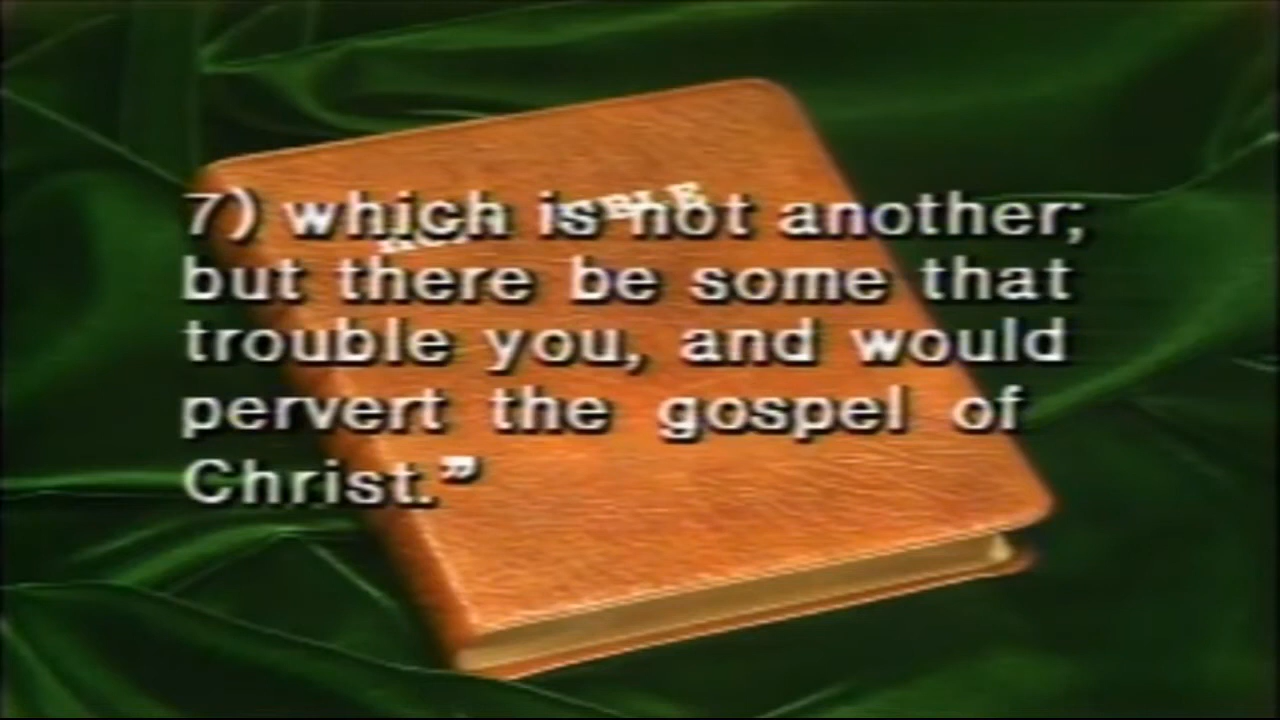 7) which is not another;
but there be some that
trouble you, and would
pervert the gospel of
Christ.”